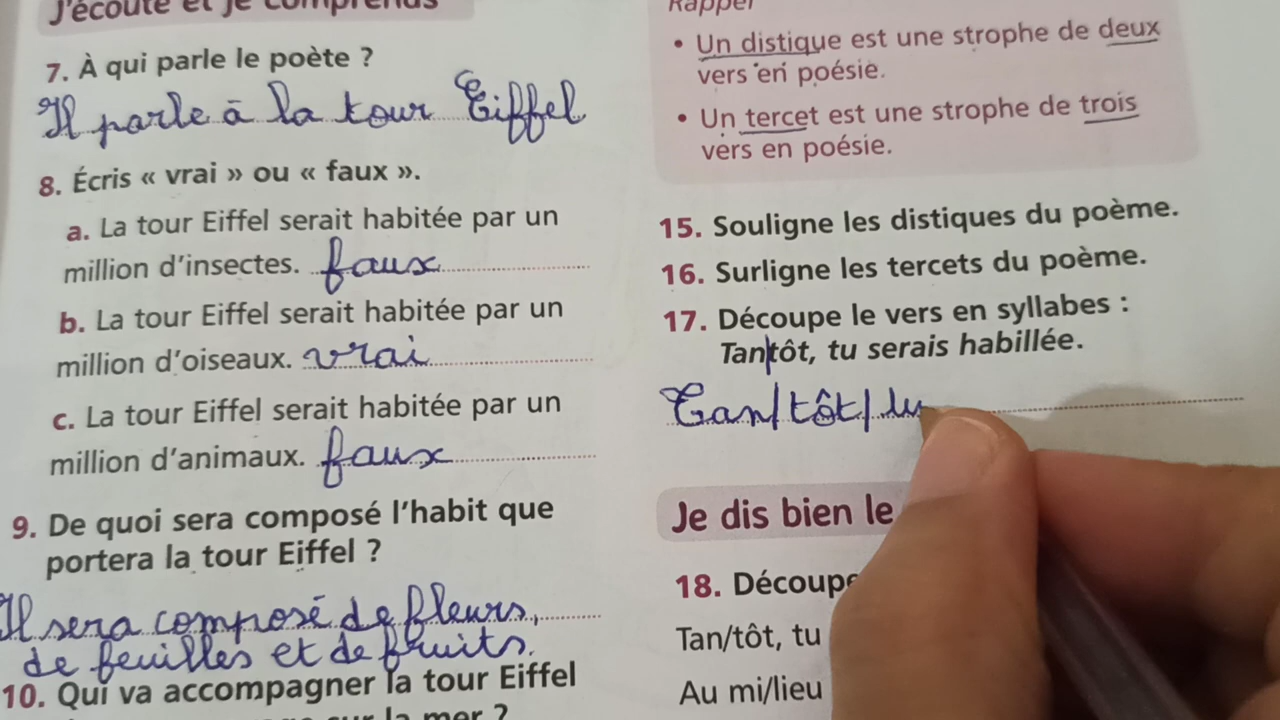 J'écoute et je comprends
7. À qui parle le poète ?
Il parle à la tour Eiffel
8. Écris « vrai » ou « faux ».
a. La tour Eiffel serait habitée par un
million d'insectes. faux
b. La tour Eiffel serait habitée par un
million d'oiseaux. vrai
c. La tour Eiffel serait habitée par un
million d'animaux. faux
9. De quoi sera composé l'habit que
portera la tour Eiffel ?
Il sera composé de fleurs,
de feuilles et de fruits.
10. Qui va accompagner la tour Eiffel
sur la mer ?
Rappel
• Un distique est une strophe de deux
vers en poésie.
• Un tercet est une strophe de trois
vers en poésie.
15. Souligne les distiques du poème.
16. Surligne les tercets du poème.
17. Découpe le vers en syllabes :
Tan|tôt, tu serais habillée.
Tan/tôt/tu
Je dis bien le
18. Découpe
Tan/tôt, tu
Au mi/lieu